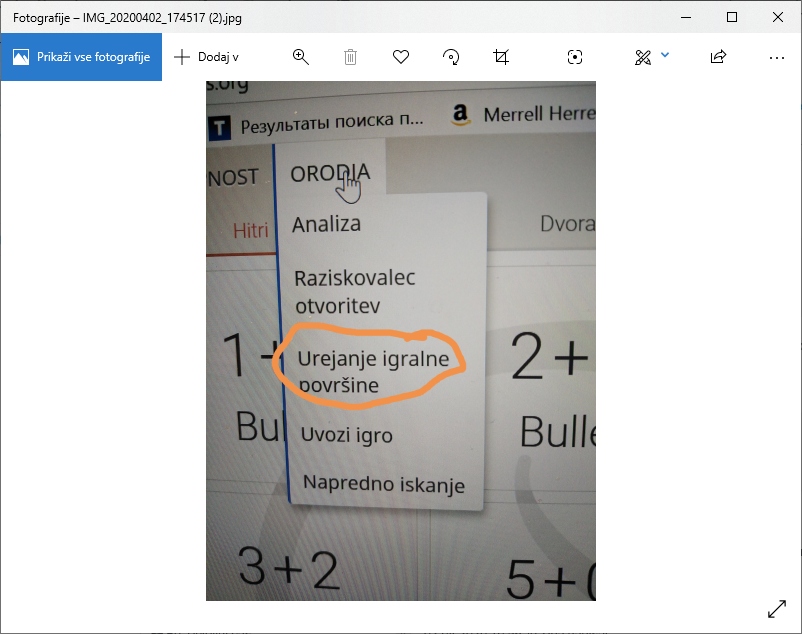 Fotografije – IMG_20200402_174517 (2).jpg
Prikaži vse fotografije
Dodaj v
s.org
T Результаты поиска п...
a Merrell Herre
NOST
ORODJA
Hitri
Analiza
Dvora
Raziskovalec
otvoritev
1+
2+
Urejanje igralne
površine
Bul
Bulle
Uvozi igro
Napredno iskanje
3+2
5+0